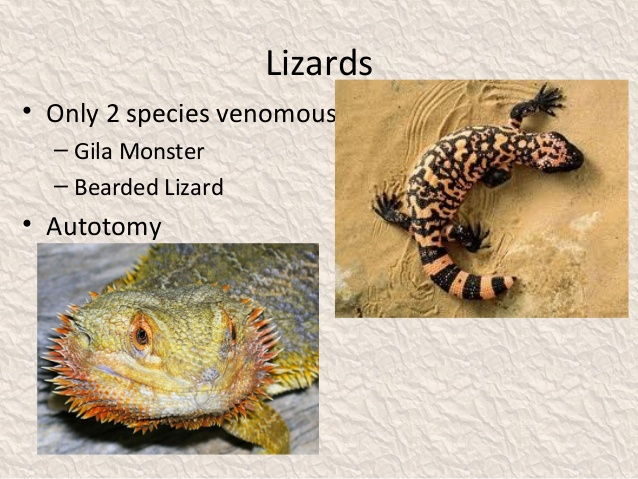 Lizards
• Only 2 species venomous
– Gila Monster
– Bearded Lizard
• Autotomy